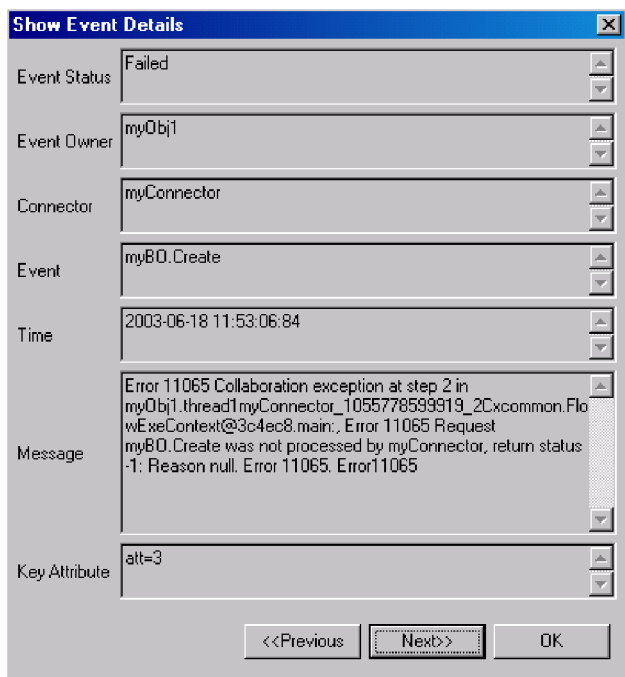 Show Event Details
Event Status
Failed
Event Owner
myObj1
Connector
myConnector
Event
myBO.Create
Time
2003-06-18 11:53:06:84
Message
Error 11065 Collaboration exception at step 2 in
myObj1.thread1myConnector_1055778599919_2Cxcommon.Flo
wExeContext@3c4ec8.main:, Error 11065 Request
myBO.Create was not processed by myConnector, return status
-1: Reason null. Error 11065. Error11065
Key Attribute
att=3
<<Previous
Next>>
OK